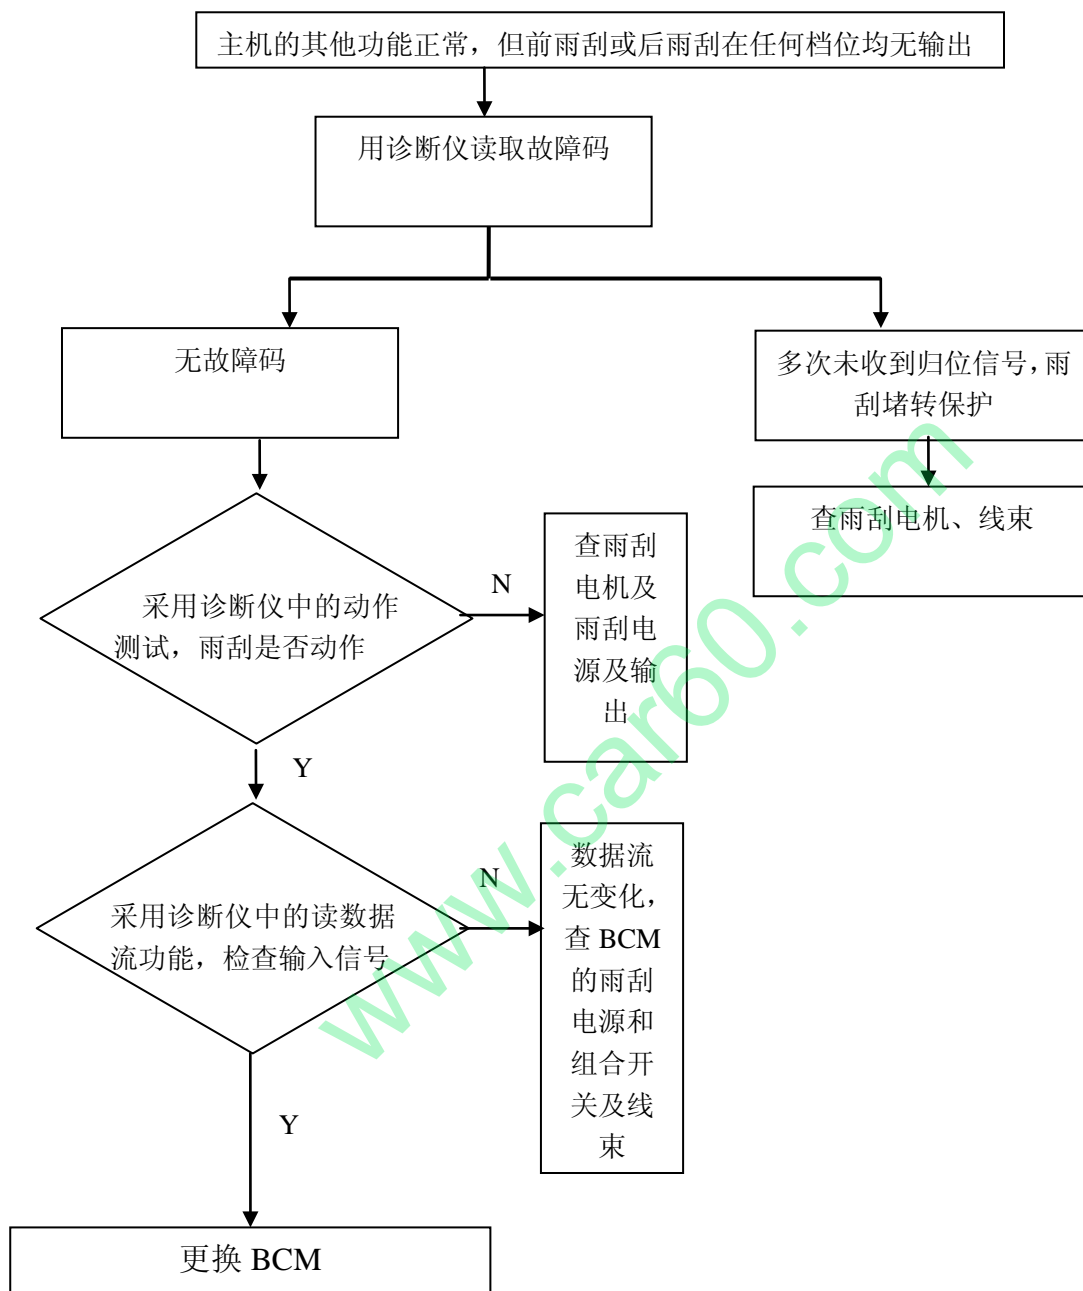 主机的其他功能正常，但前雨刮或后雨刮在任何档位均无输出
用诊断仪读取故障码
无故障码
多次未收到归位信号，雨
刮堵转保护
查雨刮电机、线束
采用诊断仪中的动作
测试，雨刮是否动作
N
查雨刮
电机及
雨刮电
源及输
出
Y
采用诊断仪中的读数据
流功能，检查输入信号
N
数据流
无变化，
查 BCM
的雨刮
电源和
组合开
关及线
束
Y
更换 BCM
www.car60.com